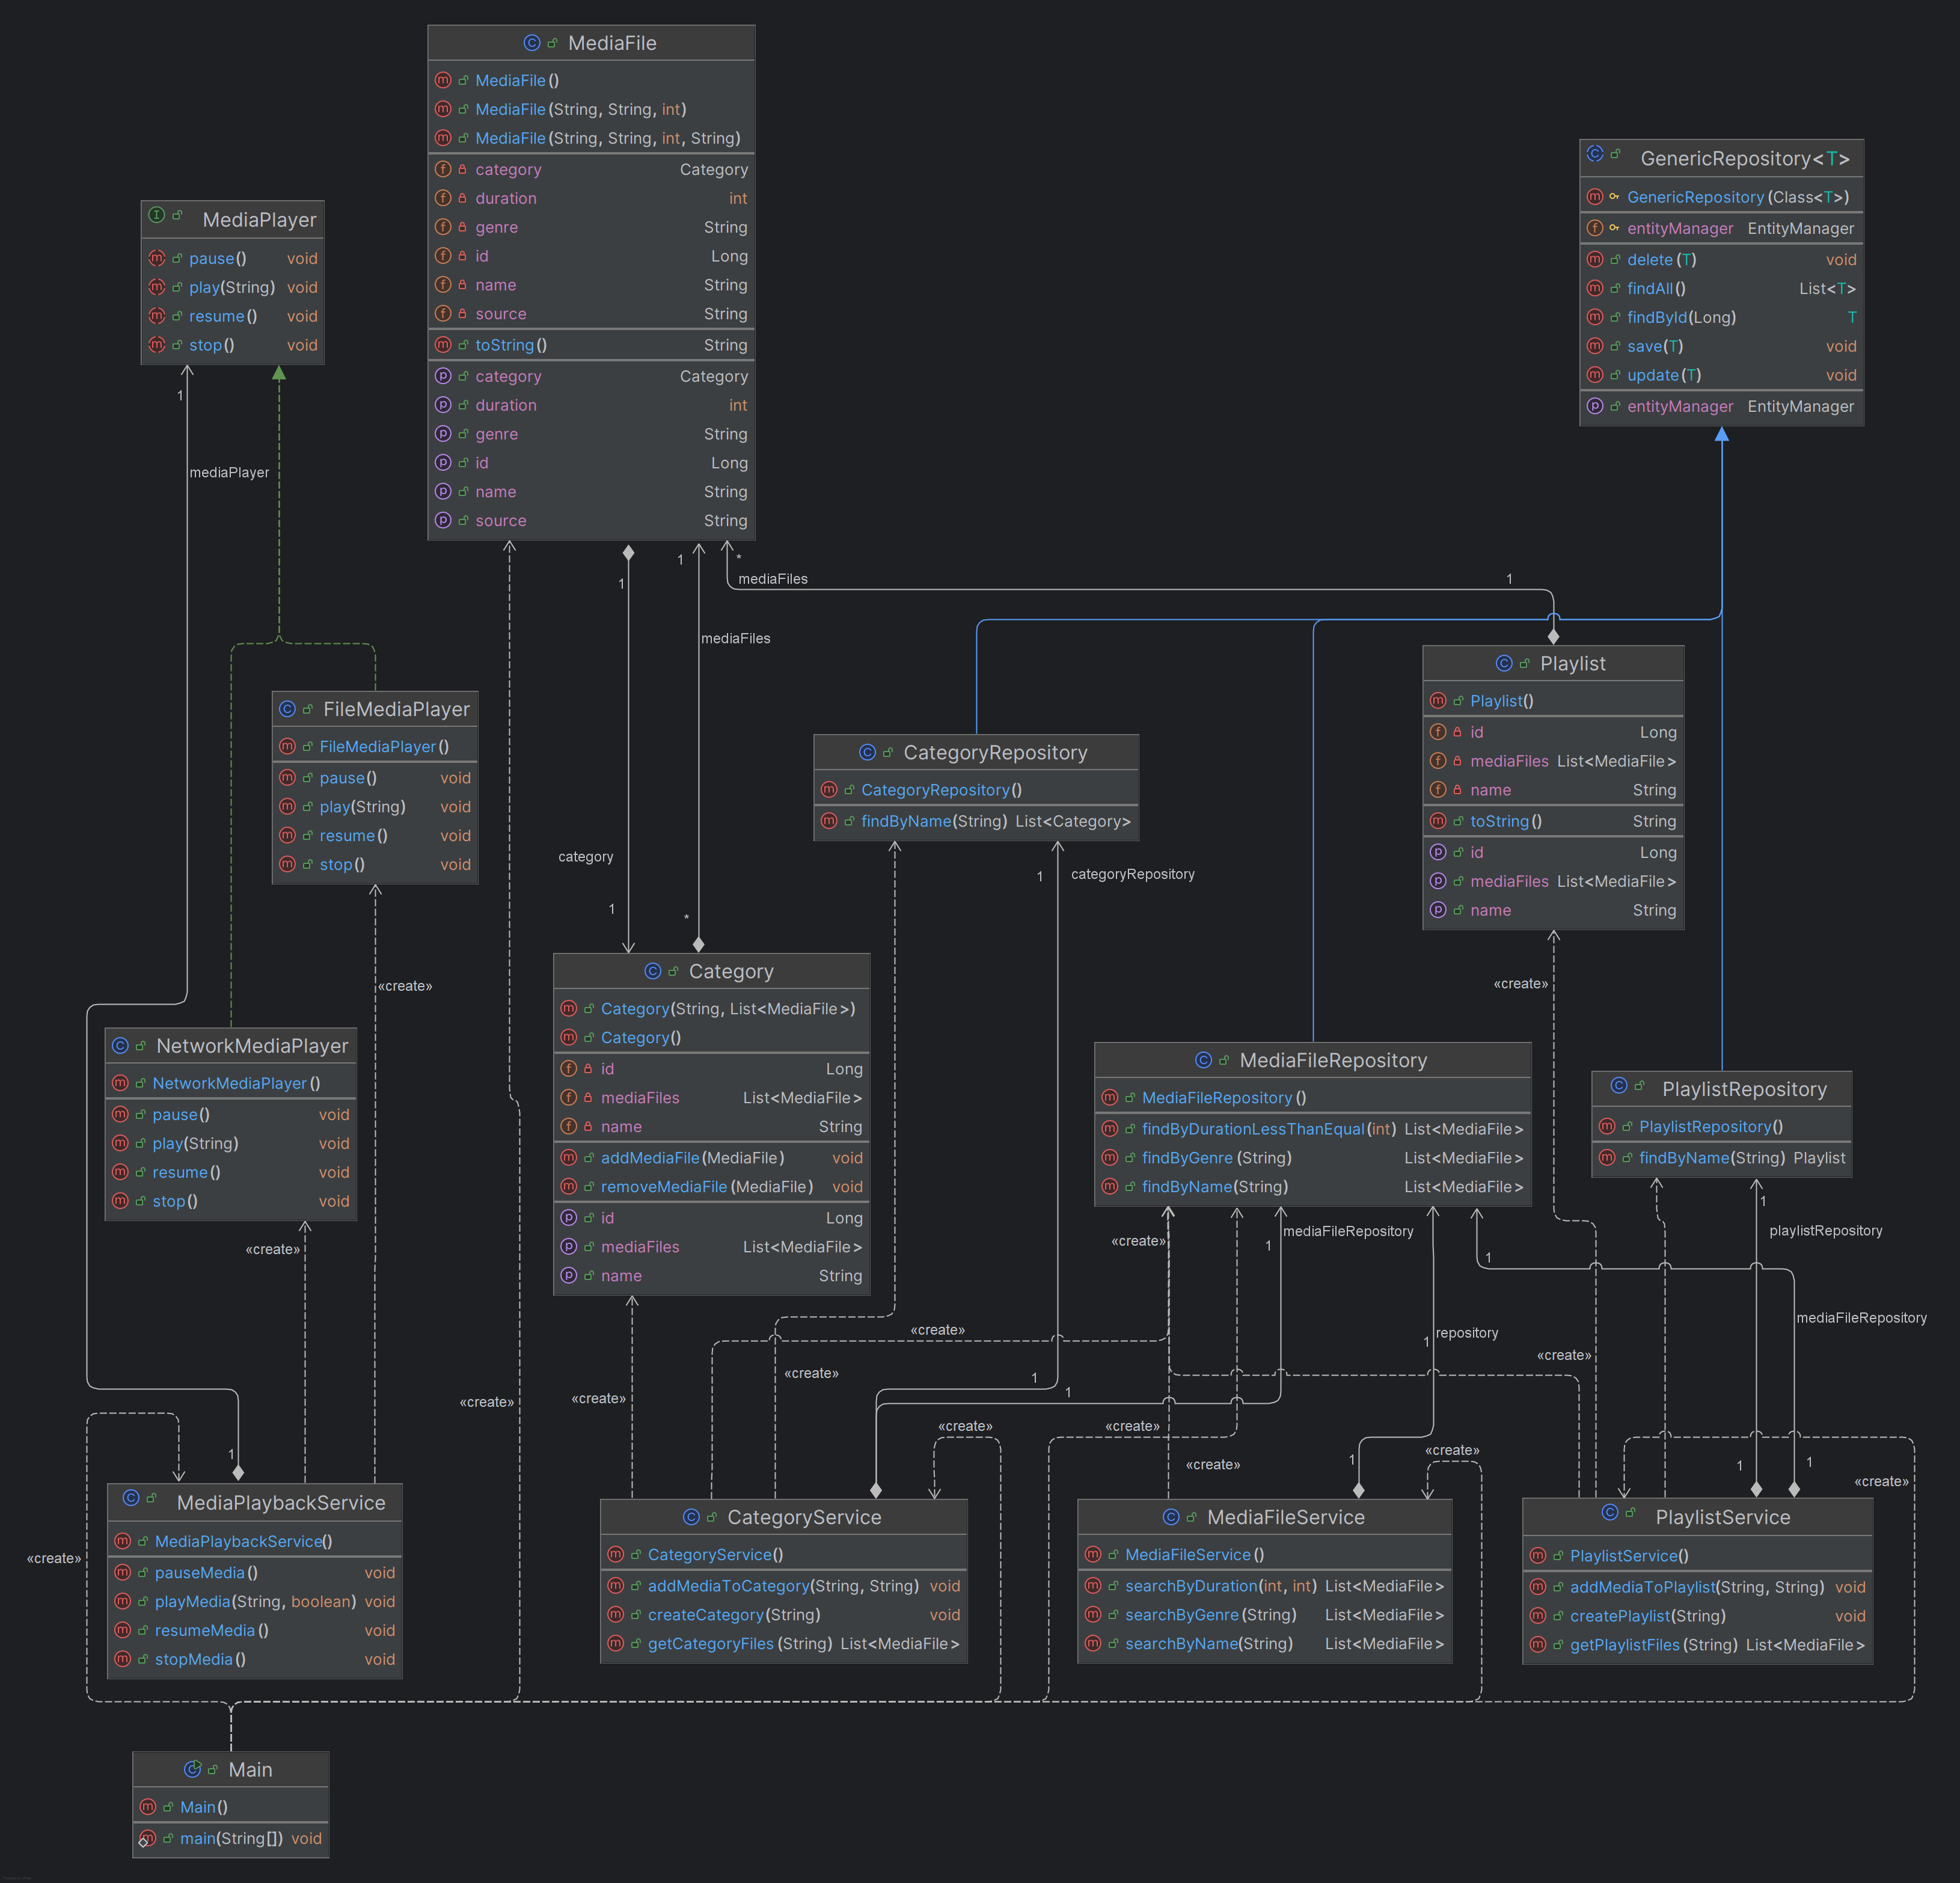 MediaFile
MediaFile()
MediaFile(String, String, int)
MediaFile(String, String, int, String)
category Category
duration int
genre String
id Long
name String
source String
toString() String
category Category
duration int
genre String
id Long
name String
source String
GenericRepository<T>
GenericRepository(Class<T>)
entityManager EntityManager
delete(T) void
findAll() List<T>
findById(Long) T
save(T) void
update(T) void
entityManager EntityManager
MediaPlayer
pause() void
play(String) void
resume() void
stop() void
1
mediaPlayer
1
1
*
mediaFiles
1
mediaFiles
category
1
*
FileMediaPlayer
FileMediaPlayer()
pause() void
play(String) void
resume() void
stop() void
CategoryRepository
CategoryRepository()
findByName(String) List<Category>
1
categoryRepository
Playlist
Playlist()
id Long
mediaFiles List<MediaFile>
name String
toString() String
id Long
mediaFiles List<MediaFile>
name String
«create»
«create»
Category
Category(String, List<MediaFile>)
Category()
id Long
mediaFiles List<MediaFile>
name String
addMediaFile(MediaFile) void
removeMediaFile(MediaFile) void
id Long
mediaFiles List<MediaFile>
name String
NetworkMediaPlayer
NetworkMediaPlayer()
pause() void
play(String) void
resume() void
stop() void
«create»
MediaFileRepository
MediaFileRepository()
findByDurationLessThanEqual(int) List<MediaFile>
findByGenre(String) List<MediaFile>
findByName(String) List<MediaFile>
PlaylistRepository
PlaylistRepository()
findByName(String) Playlist
1
playlistRepository
«create»
1
mediaFileRepository
1
mediaFileRepository
«create»
1
repository
«create»
«create»
1
1
«create»
«create»
«create»
«create»
«create»
«create»
1
1
1
1
«create»
«create»
MediaPlaybackService
MediaPlaybackService()
pauseMedia() void
playMedia(String, boolean) void
resumeMedia() void
stopMedia() void
CategoryService
CategoryService()
addMediaToCategory(String, String) void
createCategory(String) void
getCategoryFiles(String) List<MediaFile>
MediaFileService
MediaFileService()
searchByDuration(int, int) List<MediaFile>
searchByGenre(String) List<MediaFile>
searchByName(String) List<MediaFile>
PlaylistService
PlaylistService()
addMediaToPlaylist(String, String) void
createPlaylist(String) void
getPlaylistFiles(String) List<MediaFile>
Main
Main()
main(String[]) void